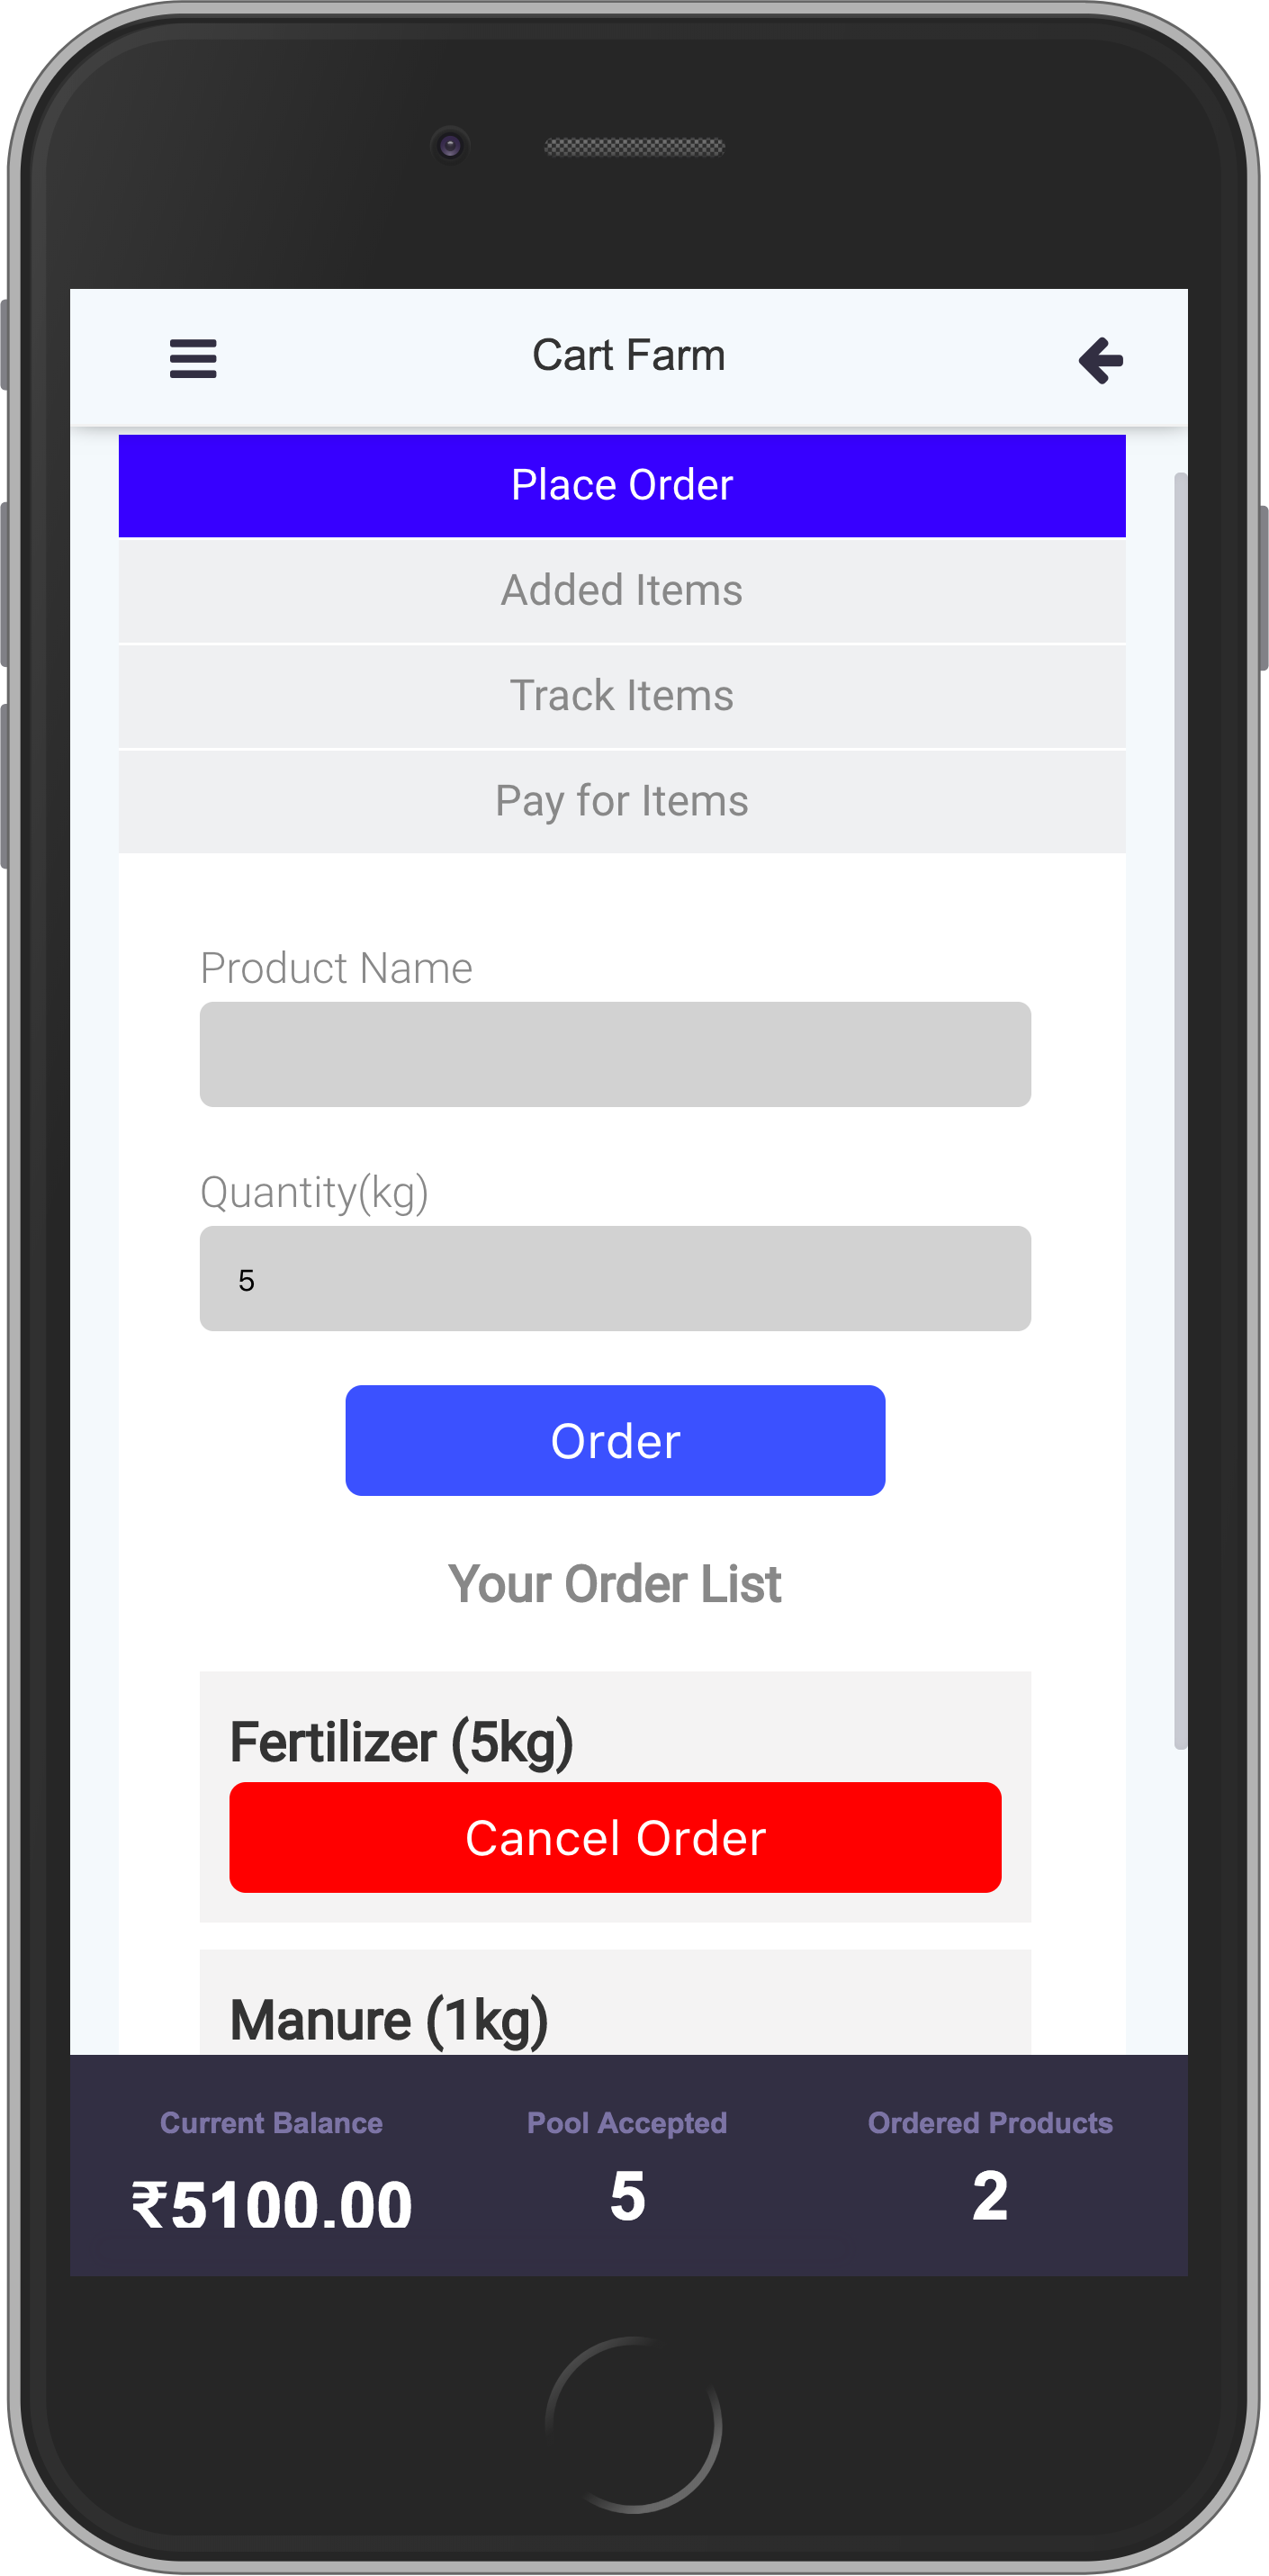 Cart Farm
Place Order
Added Items
Track Items
Pay for Items
Product Name
Quantity(kg)
5
Order
Your Order List
Fertilizer (5kg)
Cancel Order
Manure (1kg)
Current Balance
Pool Accepted
Ordered Products
₹5100.00
5
2